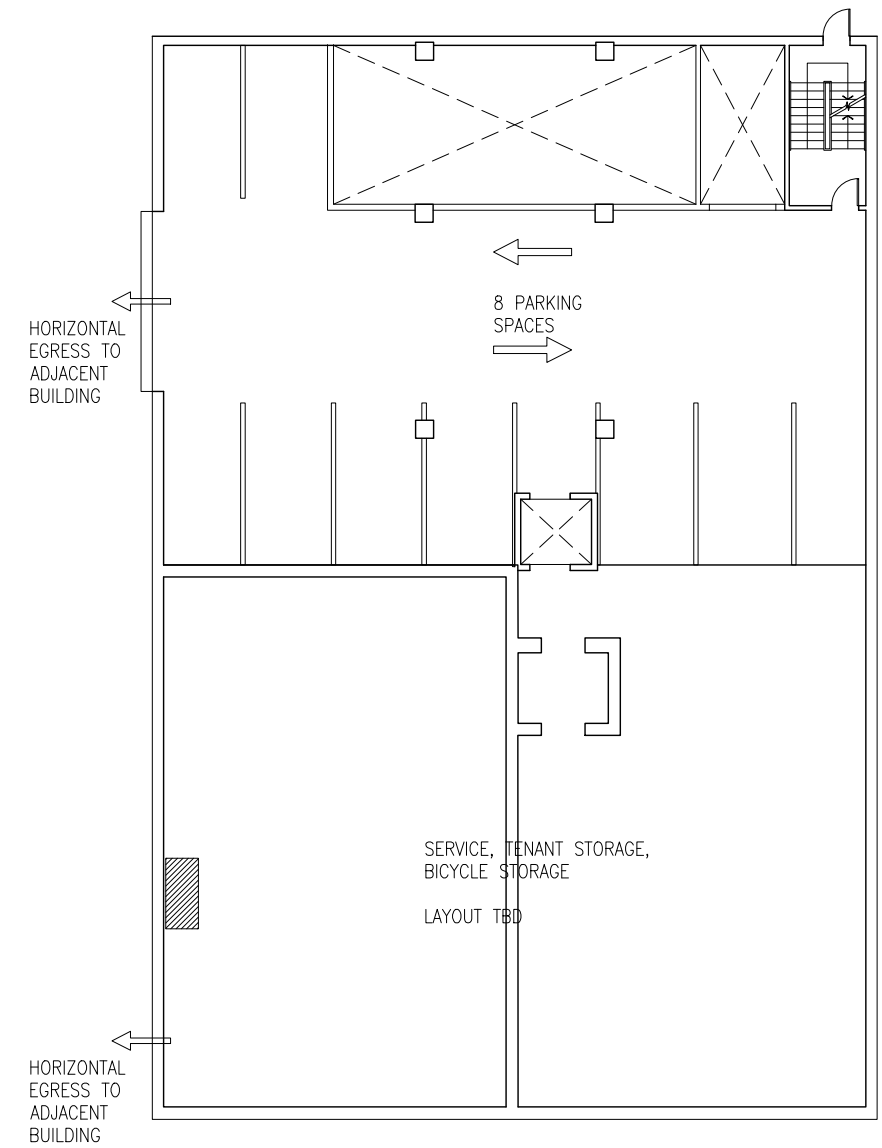 8 PARKING
SPACES
HORIZONTAL
EGRESS TO
ADJACENT
BUILDING
SERVICE, TENANT STORAGE,
BICYCLE STORAGE
LAYOUT TBD
HORIZONTAL
EGRESS TO
ADJACENT
BUILDING